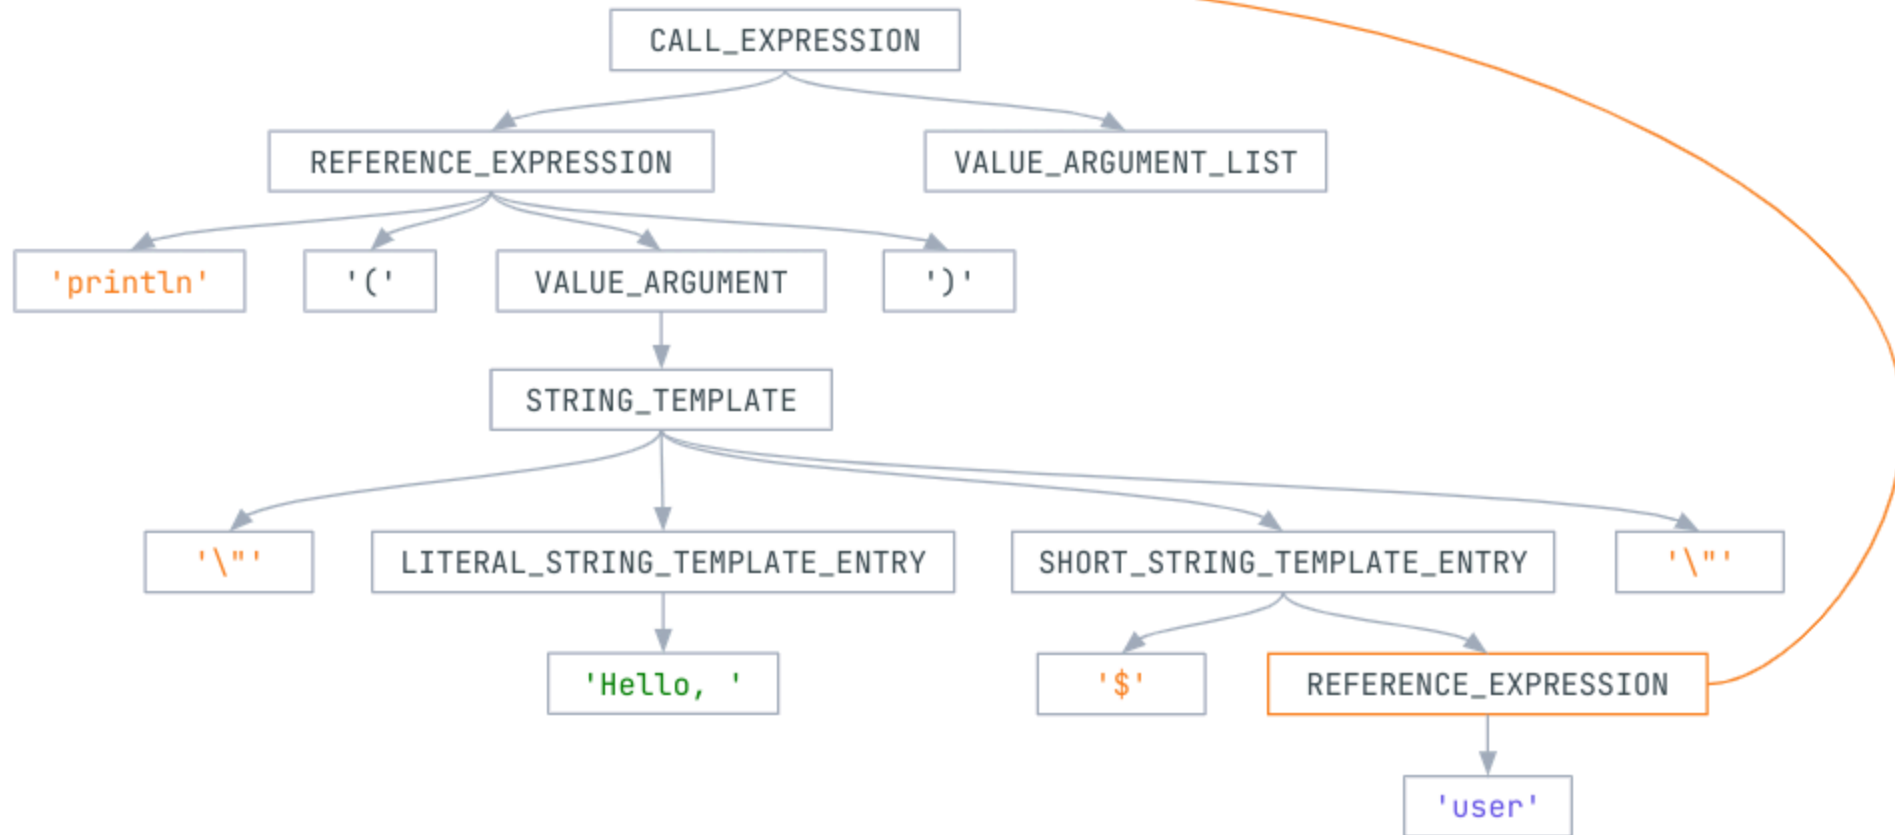 CALL_EXPRESSION
REFERENCE_EXPRESSION
VALUE_ARGUMENT_LIST
'println'
'('
VALUE_ARGUMENT
')'
STRING_TEMPLATE
'\"'
LITERAL_STRING_TEMPLATE_ENTRY
SHORT_STRING_TEMPLATE_ENTRY
'\"'
'Hello, '
'$'
REFERENCE_EXPRESSION
'user'